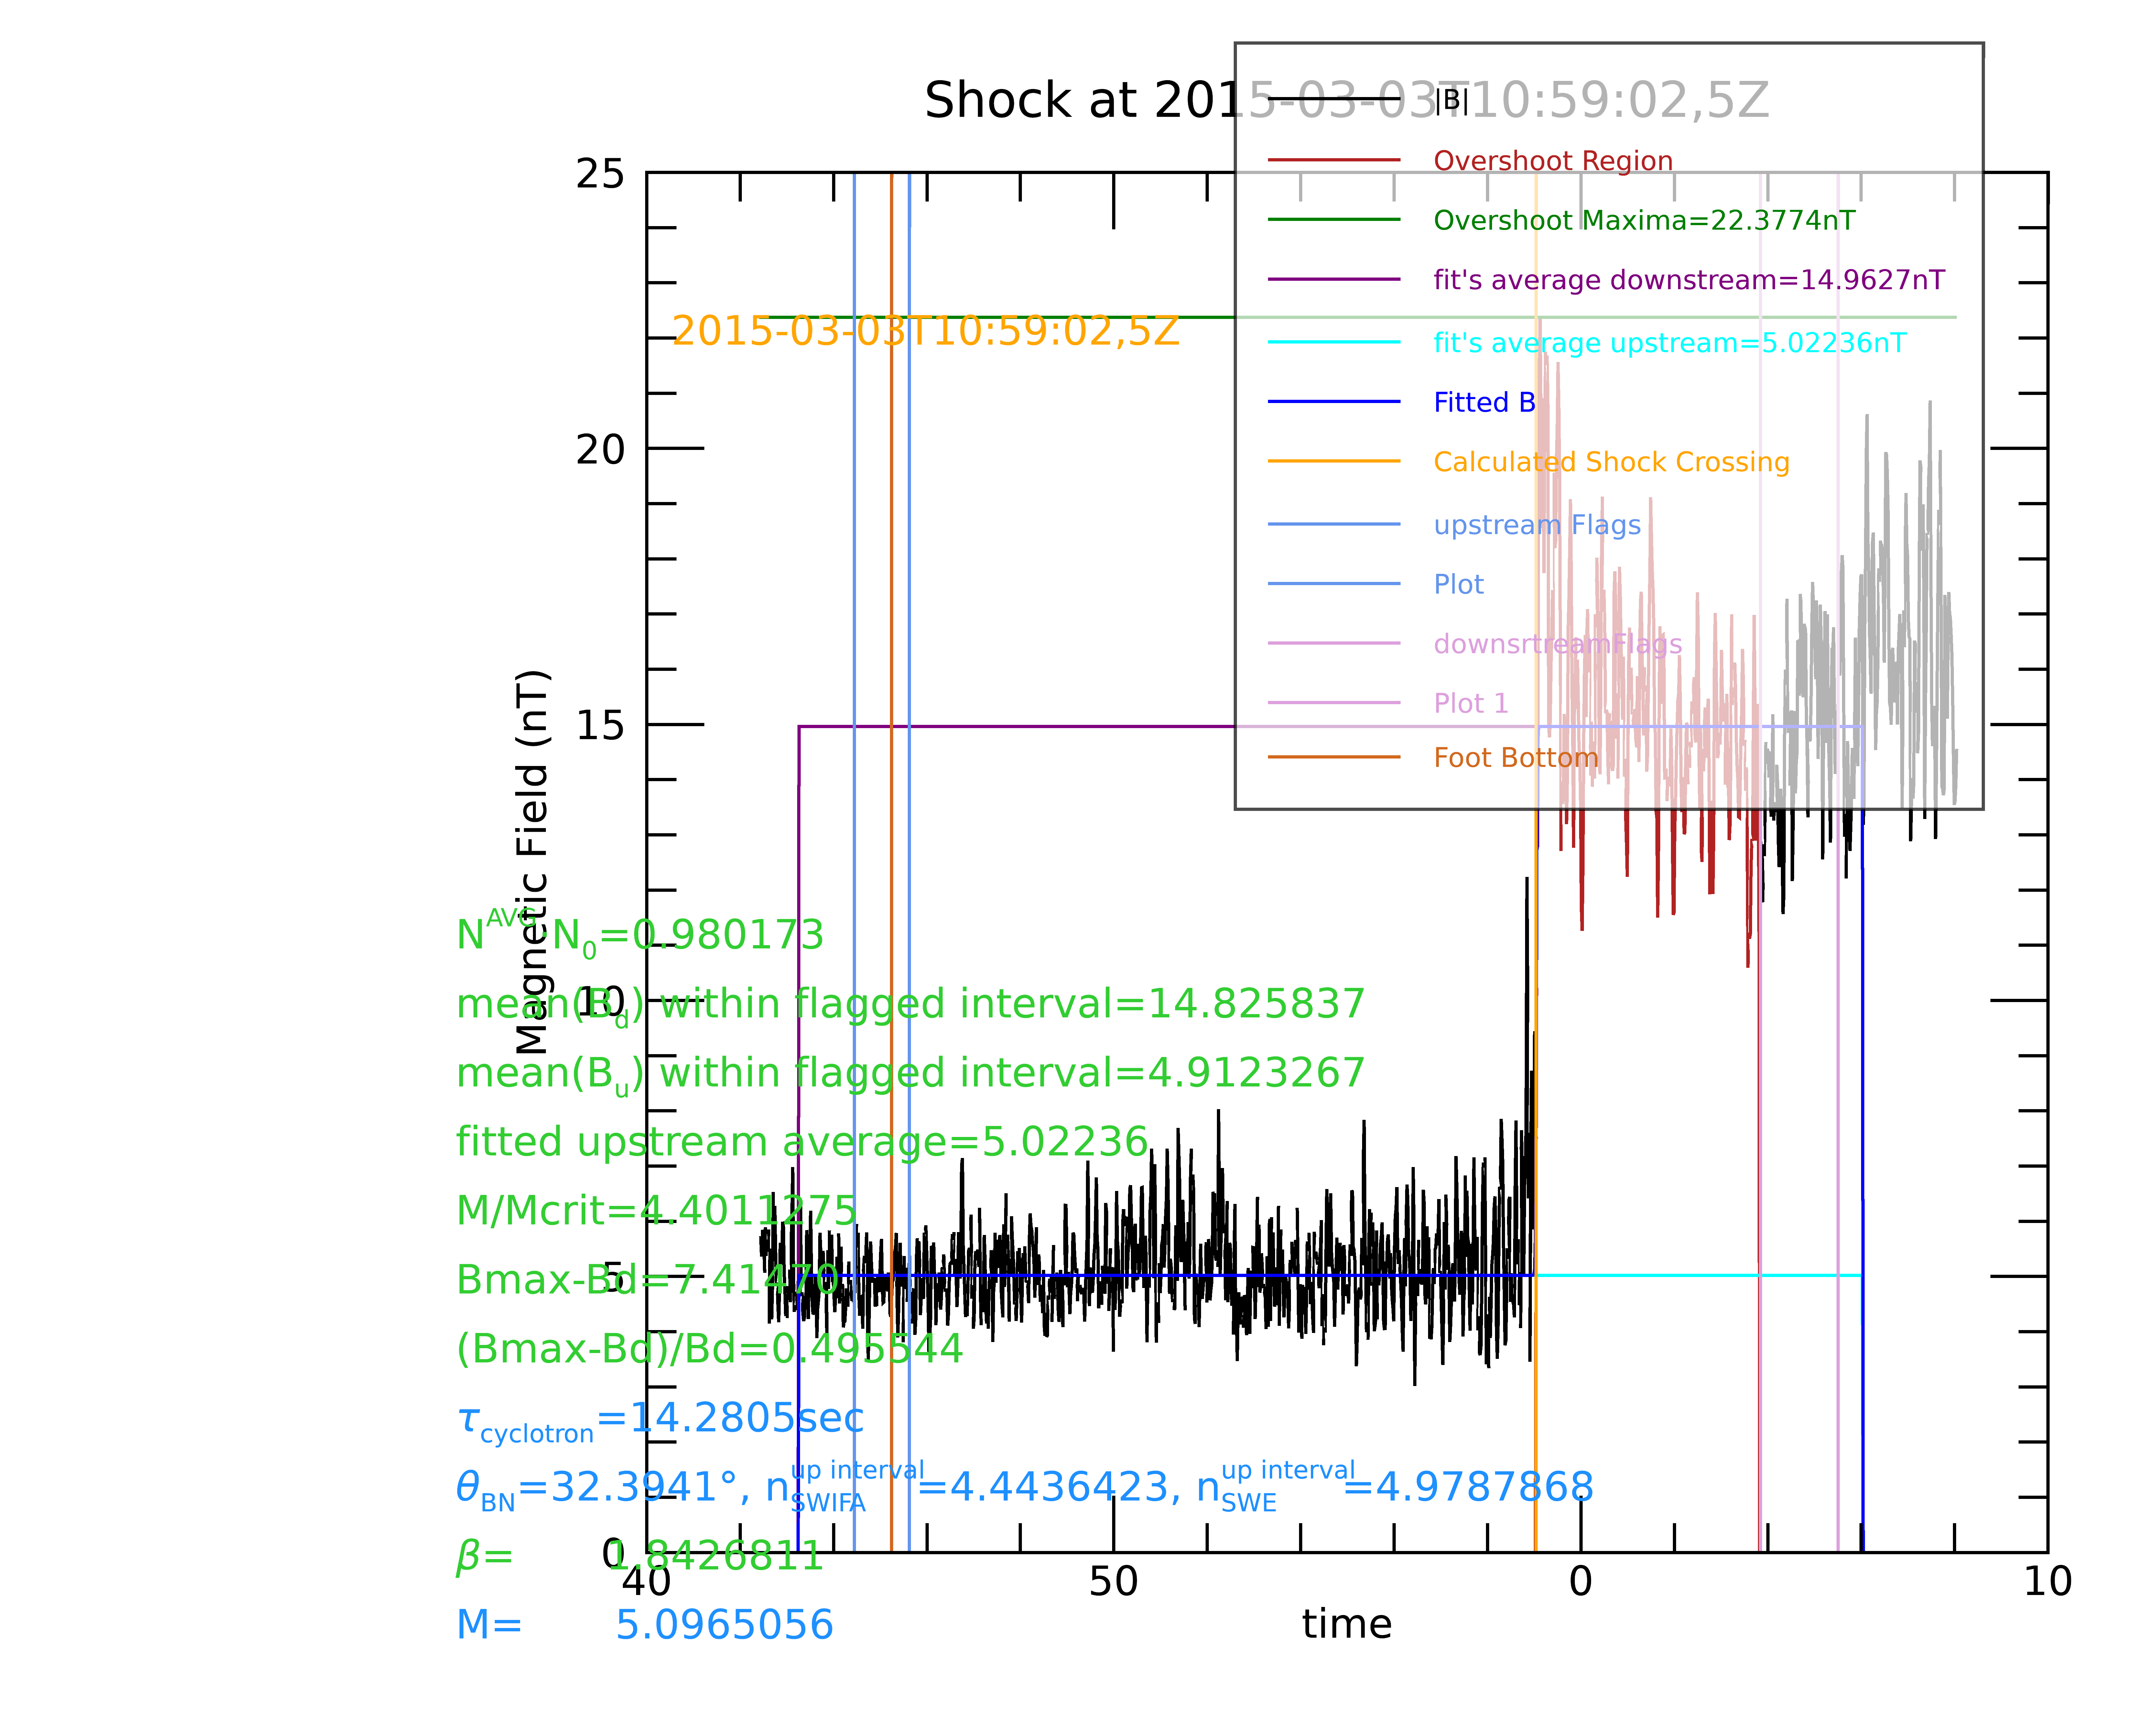 Shock at 2015-03-03T10:59:02,5Z
|B|
Overshoot Region
Overshoot Maxima=22.3774nT
fit's average downstream=14.9627nT
fit's average upstream=5.02236nT
Fitted B
Calculated Shock Crossing
upstream Flags
Plot
downsrtreamFlags
Plot 1
Foot Bottom
2015-03-03T10:59:02,5Z
Magnetic Field (nT)
25
20
15
10
5
0
N^AVG-N_0=0.980173
mean(B_d) within flagged interval=14.825837
mean(B_u) within flagged interval=4.9123267
fitted upstream average=5.02236
M/Mcrit=4.4011275
Bmax-Bd=7.41470
(Bmax-Bd)/Bd=0.495544
τ_cyclotron=14.2805sec
θ_BN=32.3941°, n_SWIFA^up interval=4.4436423, n_SWE^up interval=4.9787868
β= 1.8426811
M= 5.0965056
40 50 0 10
time